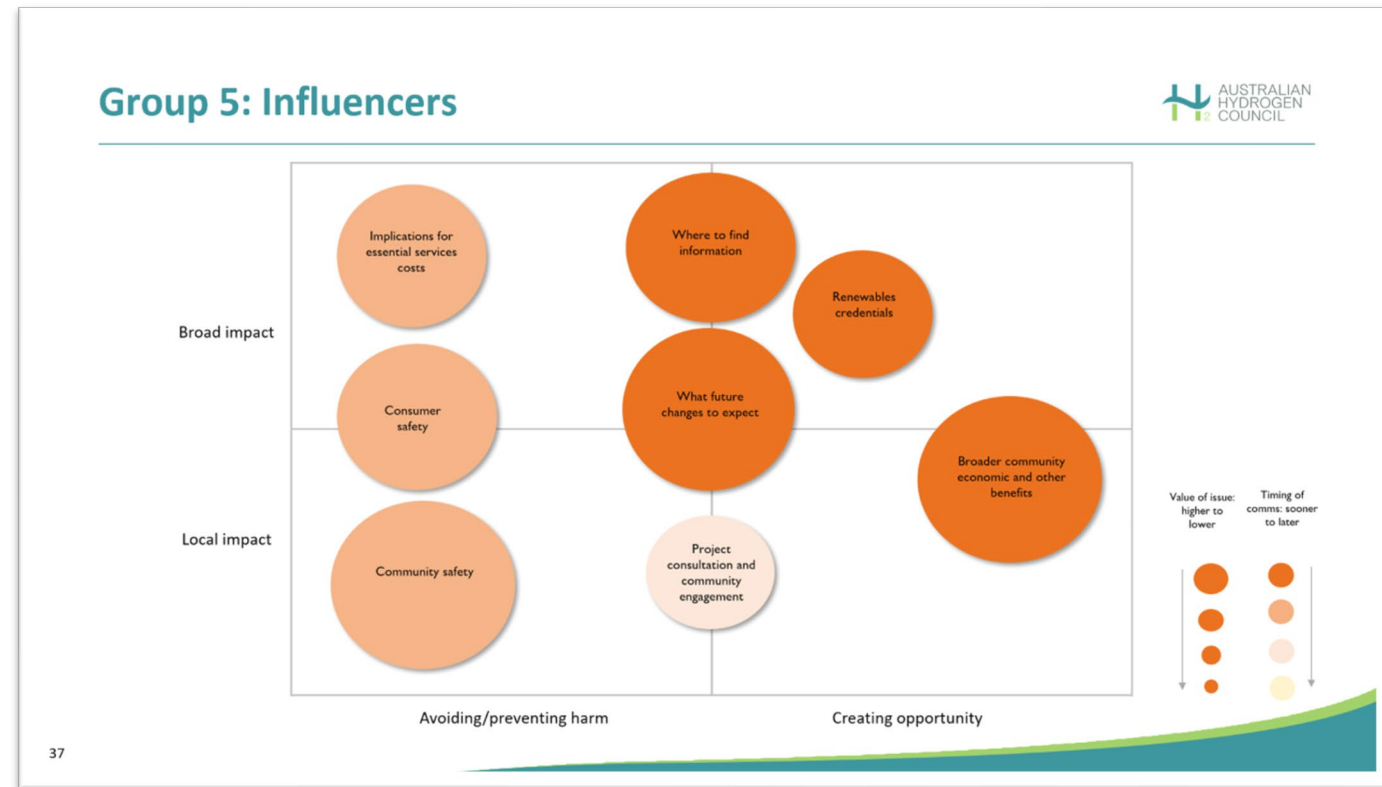 Group 5: Influencers
AUSTRALIAN
HYDROGEN
COUNCIL
H2
Implications for
essential services
costs
Where to find
information
Renewables
credentials
Broad impact
Consumer
safety
What future
changes to expect
Broader community
economic and other
benefits
Local impact
Community safety
Project
consultation and
community
engagement
Value of issue:
higher to
lower
Timing of
comms: sooner
to later
Avoiding/preventing harm
Creating opportunity
37